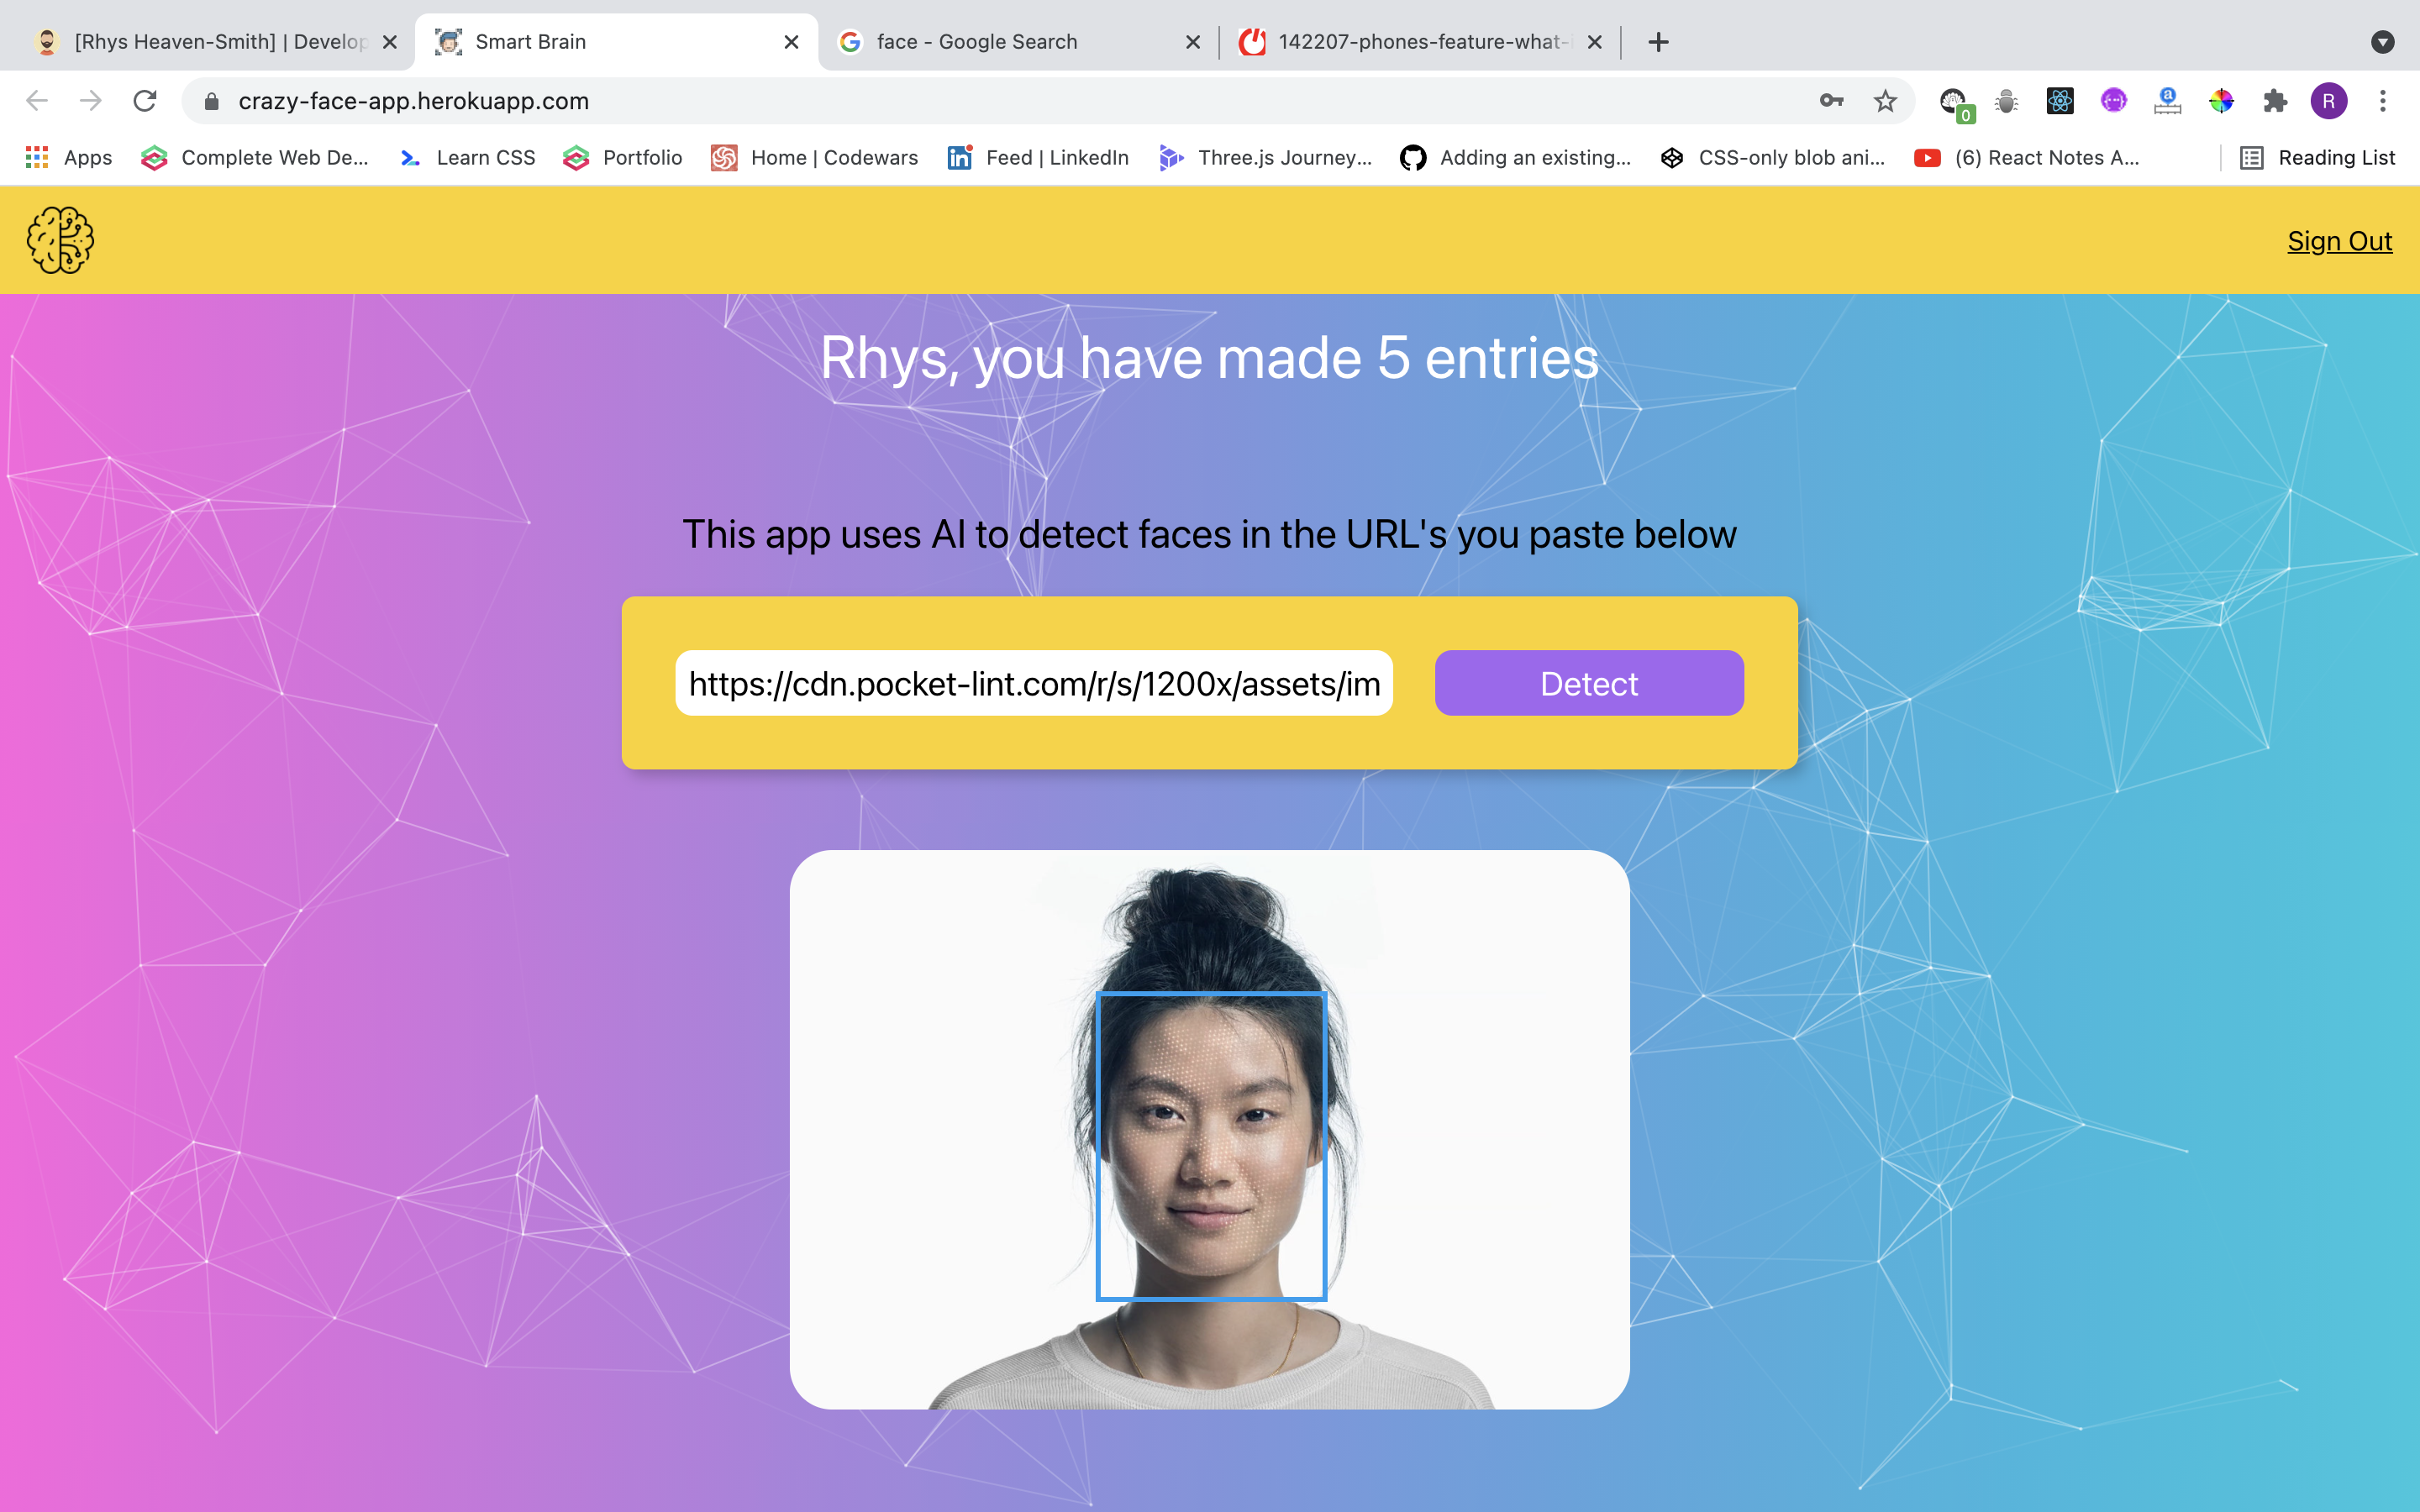 [Rhys Heaven-Smith] | Develop
Smart Brain
face - Google Search
142207-phones-feature-what-
crazy-face-app.herokuapp.com
0
a
R
Apps
Complete Web De...
Learn CSS
Portfolio
Home | Codewars
in
Feed | LinkedIn
Three.js Journey...
Adding an existing...
CSS-only blob ani...
(6) React Notes A...
Reading List
Sign Out
Rhys, you have made 5 entries
This app uses AI to detect faces in the URL's you paste below
https://cdn.pocket-lint.com/r/s/1200x/assets/im
Detect